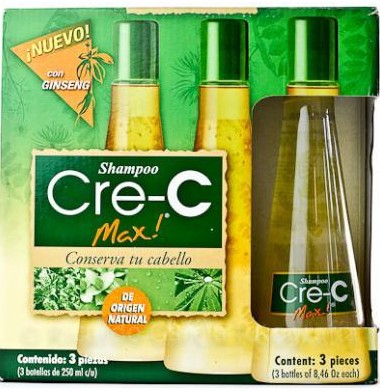 ¡NUEVO!
con
GINSENG
Shampoo
Cre-C
Max!
Conserva tu cabello
DE
ORIGEN
NATURAL
Contenido: 3 piezas
(3 botellas de 250 ml c/u)
Shampoo
Cre-C
Max!
Content: 3 pieces
(3 bottles of 8,46 Oz each)